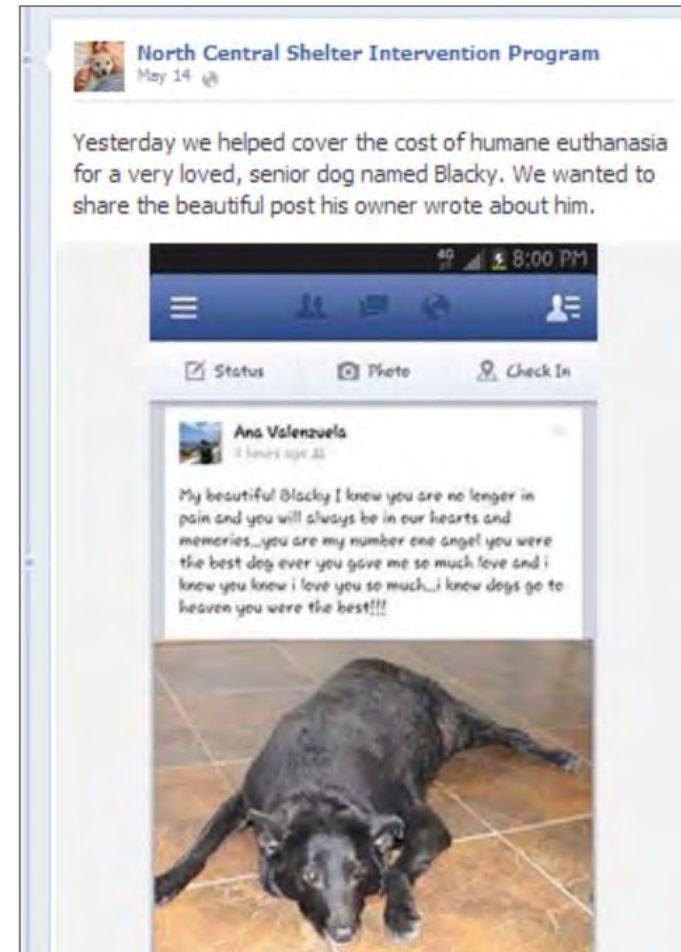 North Central Shelter Intervention Program
May 14
Yesterday we helped cover the cost of humane euthanasia
for a very loved, senior dog named Blacky. We wanted to
share the beautiful post his owner wrote about him.
4G 8:00 PM
Status Photo Check In
Ana Valenzuela
hours ago
My beautiful Blacky I know you are no longer in
pain and you will always be in our hearts and
memories...you are my number one angel you were
the best dog ever you gave me so much love and i
know you know i love you so much...i know dogs go to
heaven you were the best!!!